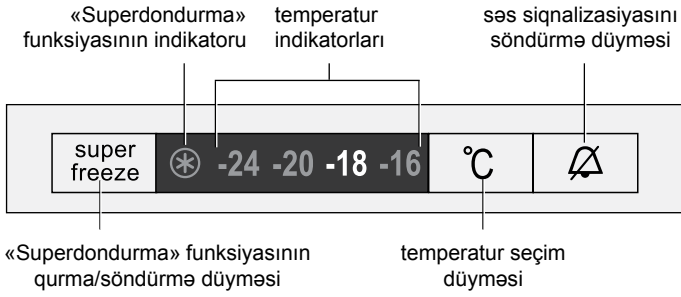 «Superdondurma»
funksiyasının indikatoru
temperatur
indikatorları
səs siqnalizasiyasını
söndürmə düyməsi
super
freeze
-24 -20 -18 -16
°C
«Superdondurma» funksiyasının
qurma/söndürmə düyməsi
temperatur seçim
düyməsi